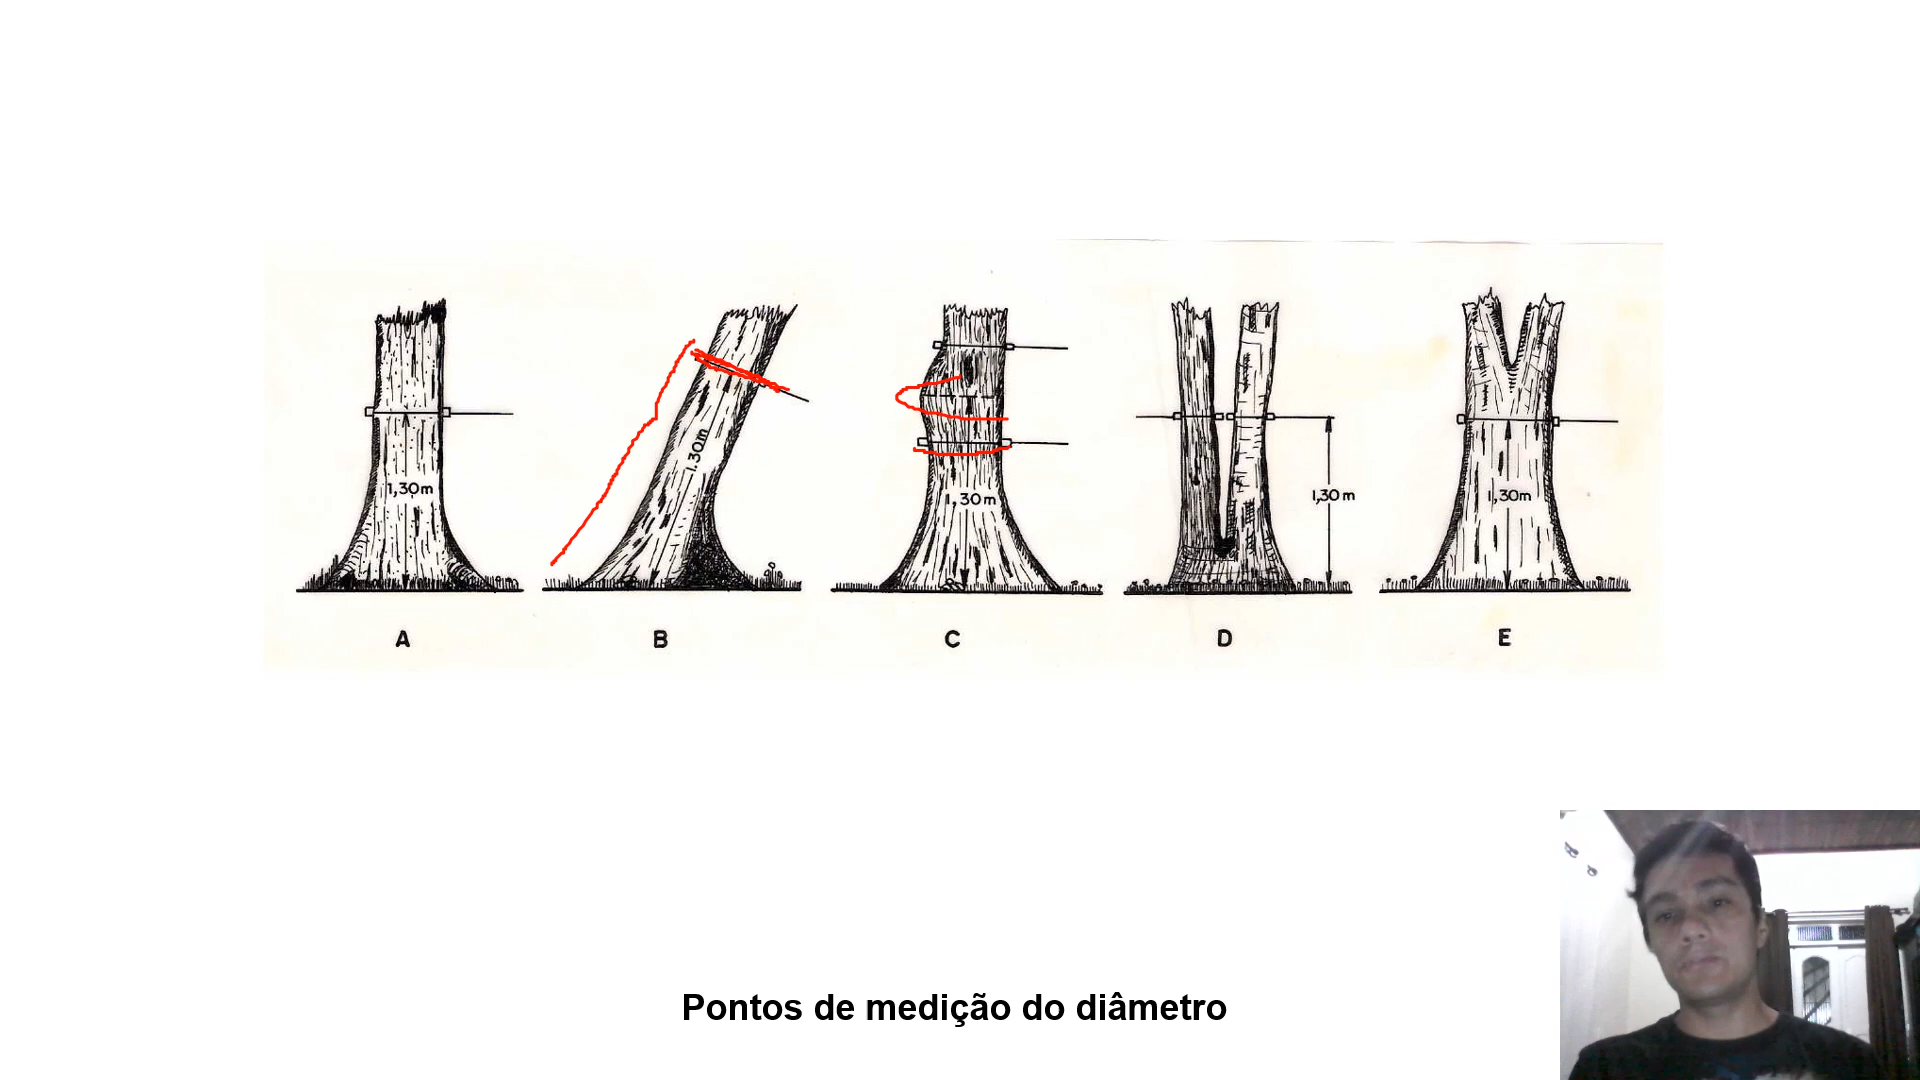 1,30m
1.30m
1,30m
1,30m
1,30m
A B C D E
Pontos de medição do diâmetro